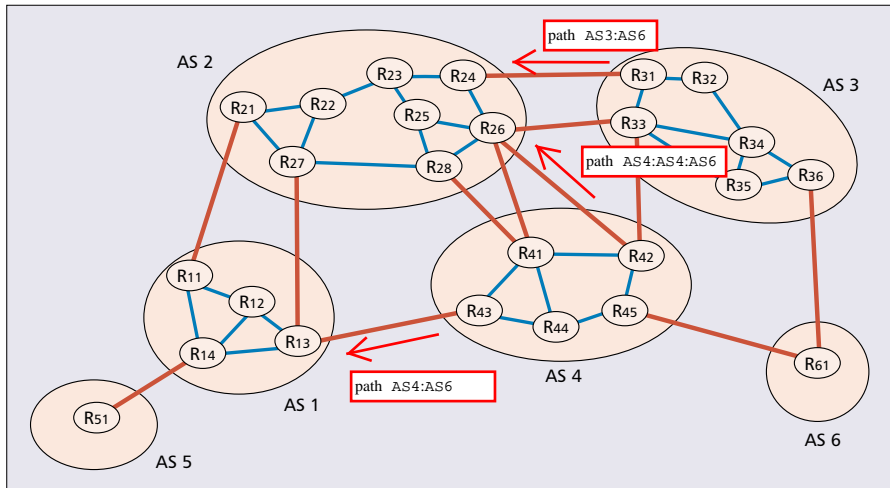 path AS3:AS6
AS 2
R23
R24
R31
R32
AS 3
R21
R22
R25
R26
R33
R34
R27
R28
path AS4:AS4:AS6
R35
R36
R41
R42
R11
R12
R43
R45
R44
R13
R14
R61
AS 4
path AS4:AS6
AS 1
R51
AS 6
AS 5